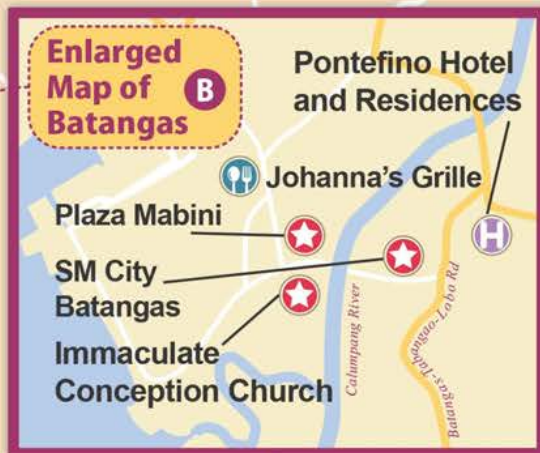 Enlarged
Map of
Batangas
B
Pontefino Hotel
and Residences
Johanna's Grille
H
Plaza Mabini
SM City
Batangas
Immaculate
Conception Church
Calumpang River
Batangas-Tabangao-Lobo Rd